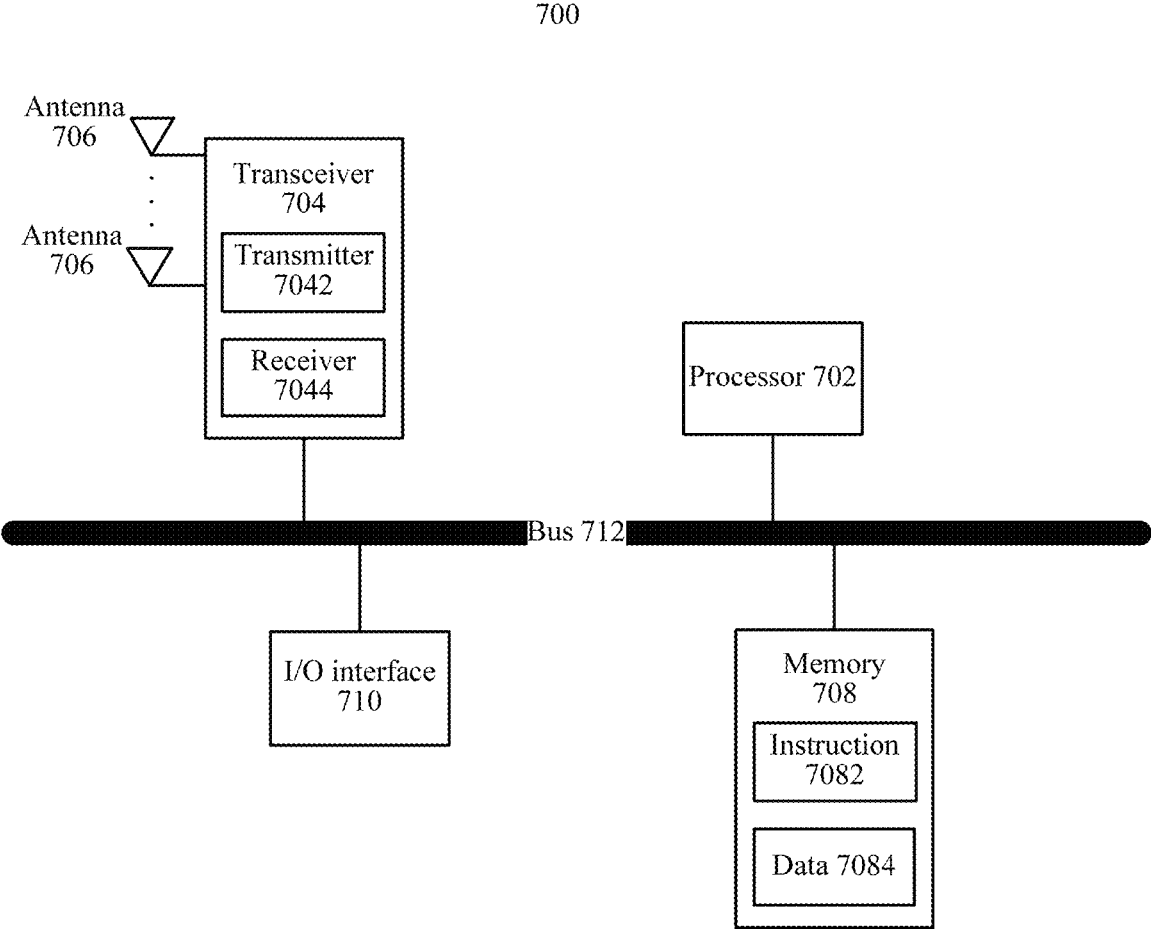 700
Antenna
706
Transceiver
704
Antenna
706
Transmitter
7042
Receiver
7044
Processor 702
Bus 712
I/O interface
710
Memory
708
Instruction
7082
Data 7084